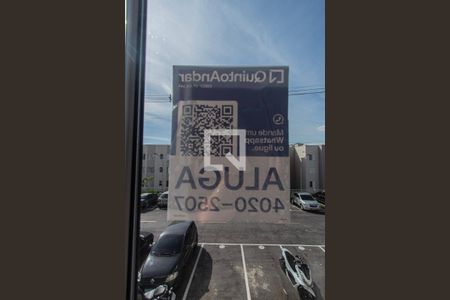 QuintoAndar
Mande um
Whatsapp
ou ligue.
ALUGA
4020-2507